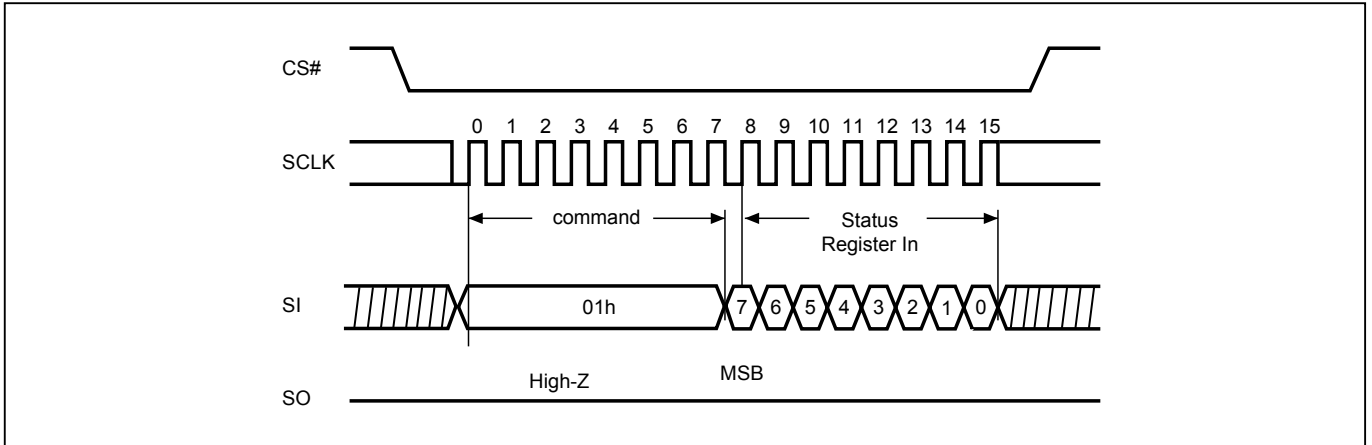 CS#
0 1 2 3 4 5 6 7 8 9 10 11 12 13 14 15
SCLK
command
Status
Register In
SI
01h
7 6 5 4 3 2 1 0
High-Z
MSB
SO